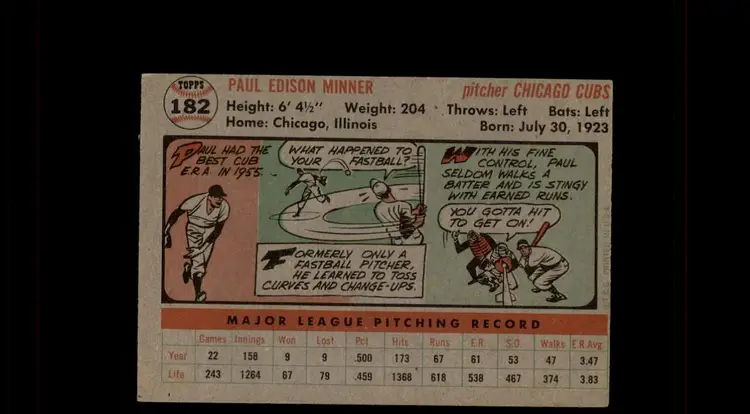 TOPPS
182
PAUL EDISON MINNER
pitcher CHICAGO CUBS
Height: 6' 4½" Weight: 204 Throws: Left Bats: Left
Home: Chicago, Illinois Born: July 30, 1923
PAUL HAD THE
BEST CUB
E.R.A. IN 1955.
WHAT HAPPENED TO
YOUR FASTBALL?
FORMERLY ONLY A
FASTBALL PITCHER,
HE LEARNED TO TOSS
CURVES AND CHANGE-UPS.
WITH HIS FINE
CONTROL, PAUL
SELDOM WALKS A
BATTER AND IS STINGY
WITH EARNED RUNS.
YOU GOTTA HIT
TO GET ON!
MAJOR LEAGUE PITCHING RECORD
Games Innings Won Lost Pct. Hits Runs E.R. S.O. Walks E.R.Avg.
Year 22 158 9 9 .500 173 67 61 53 47 3.47
Life 243 1264 67 79 .459 1368 618 538 467 374 3.83